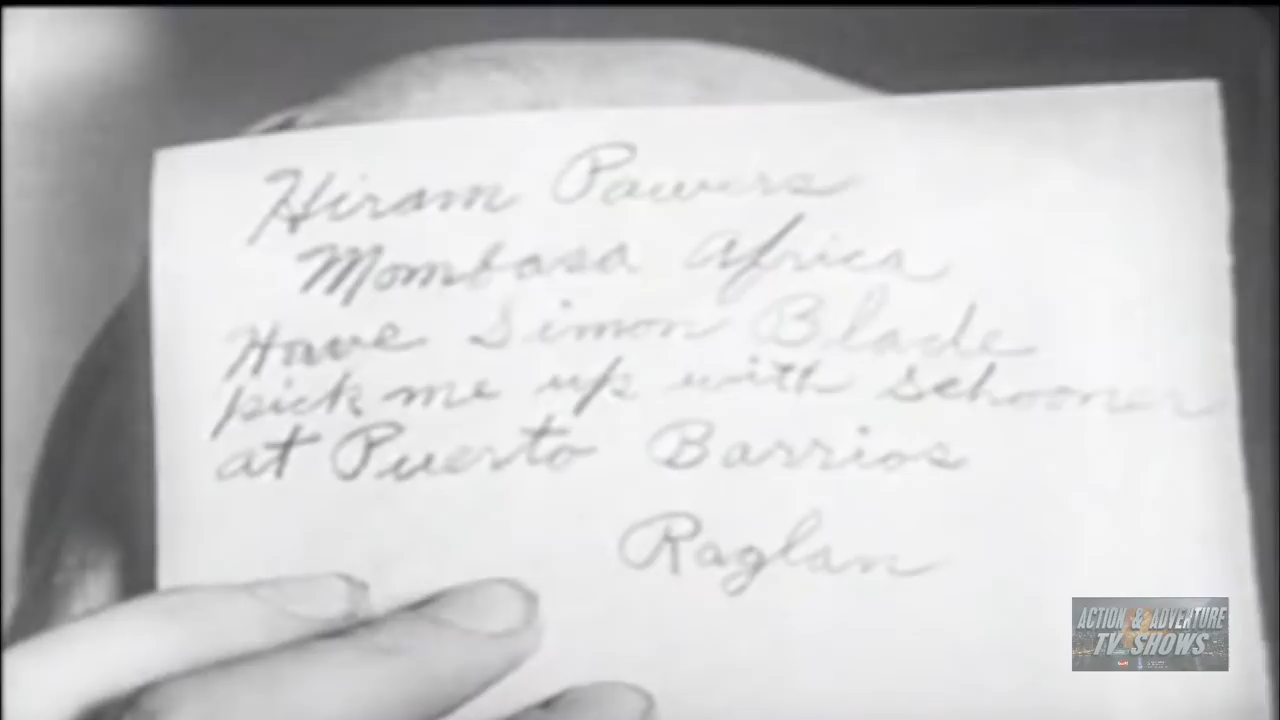 Hiram Powers
Mombasa Africa
Have Simon Blade
pick me up with schooner
at Puerto Barrios
Raglan
ACTION & ADVENTURE
TV SHOWS